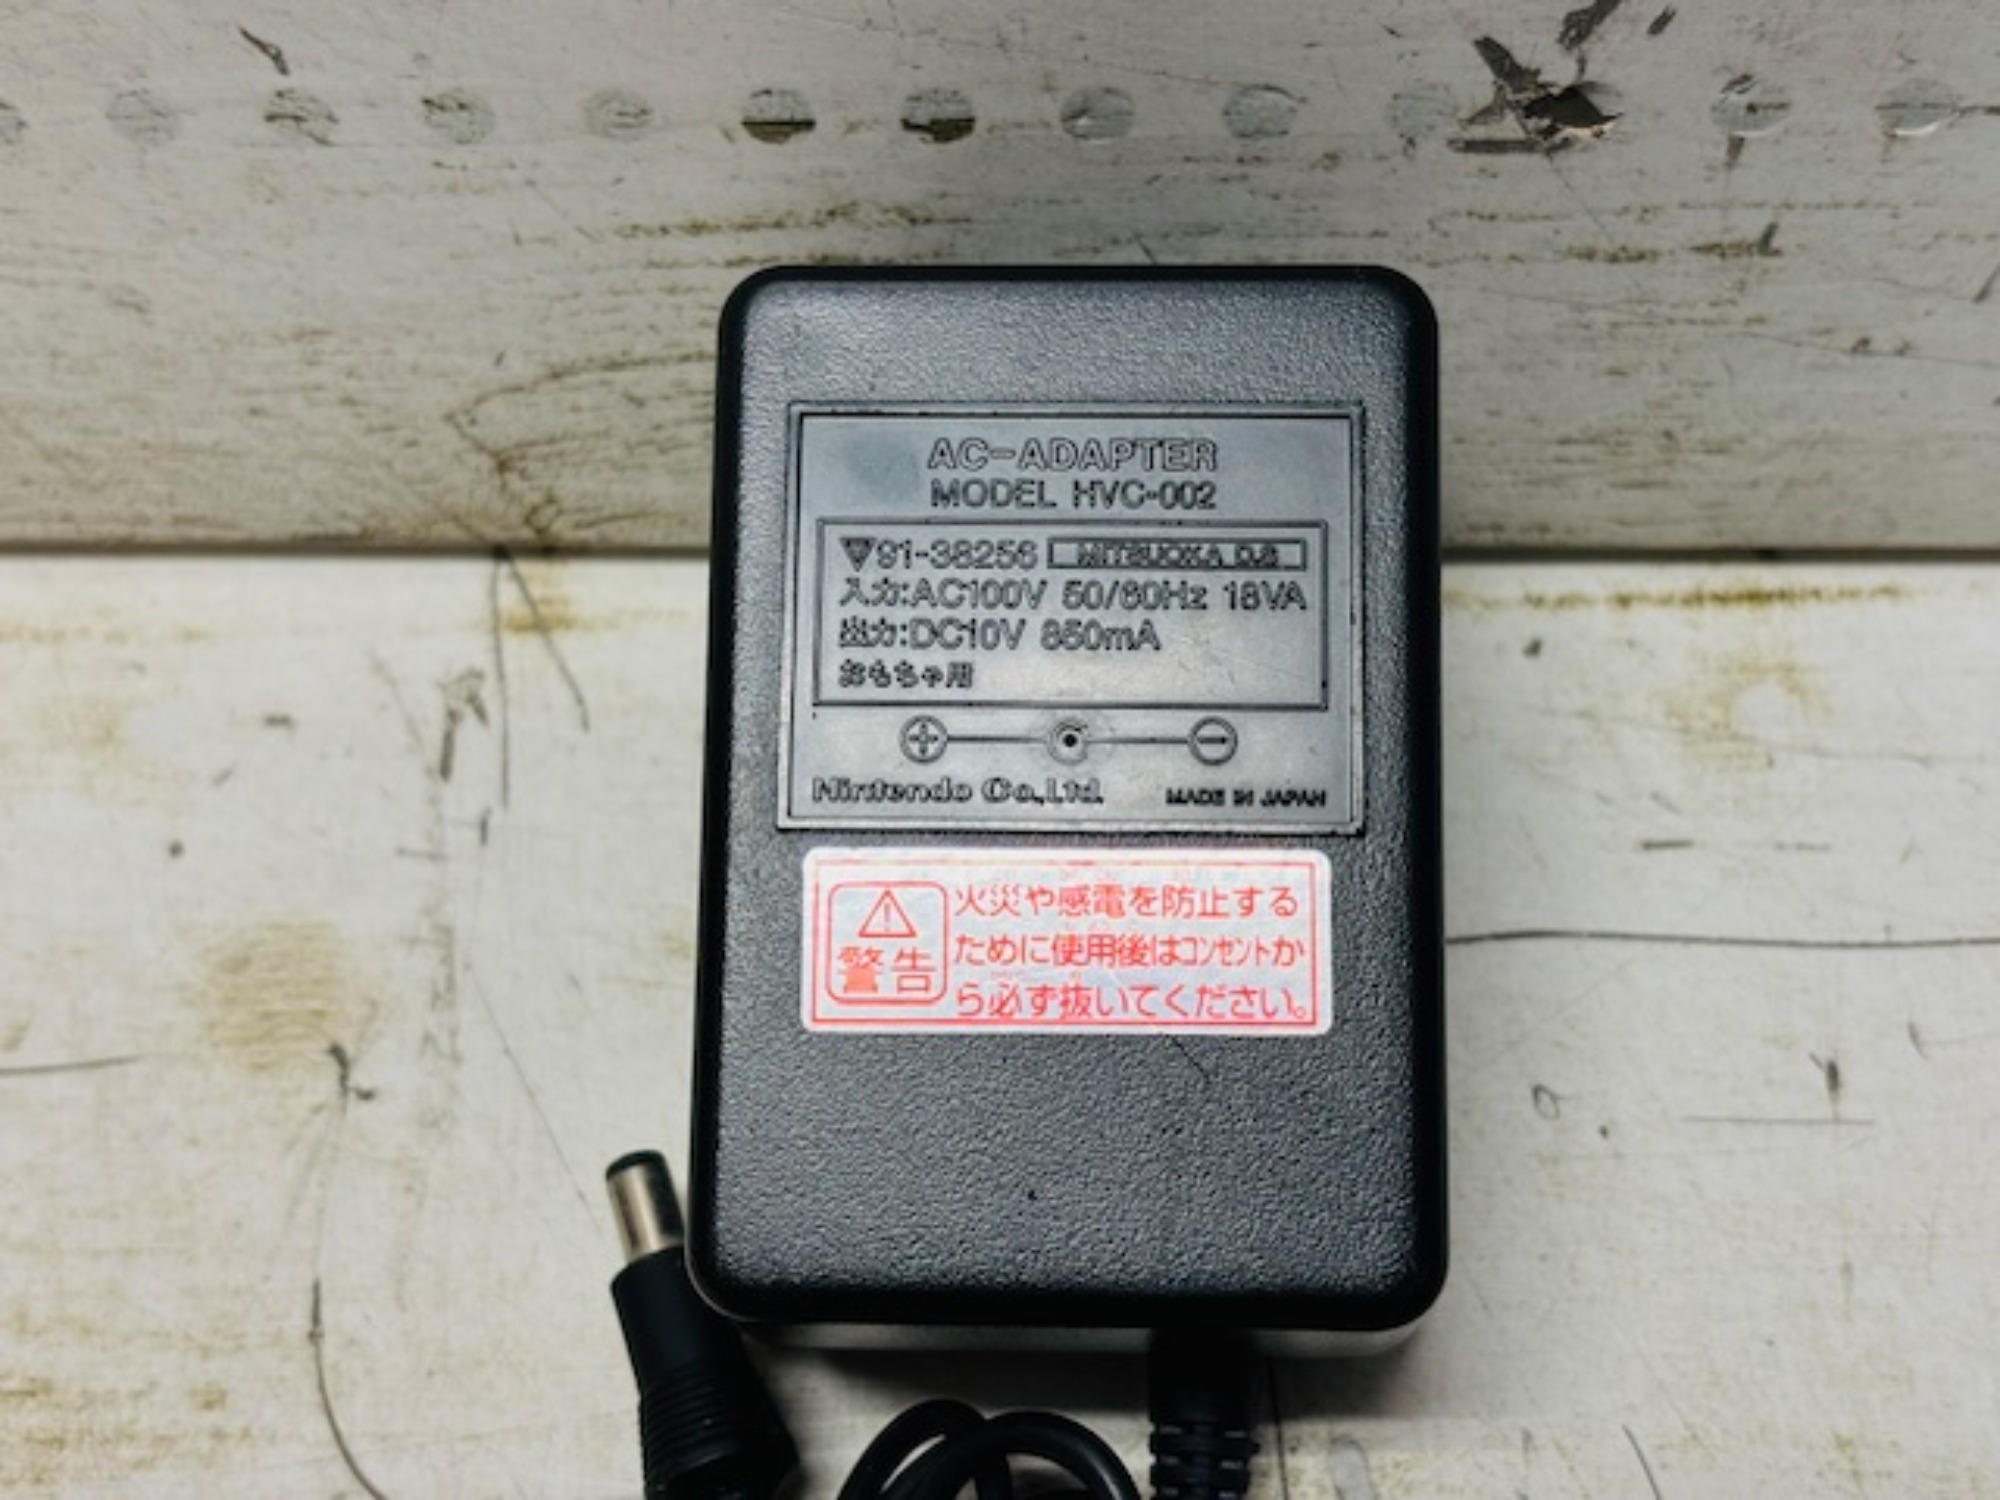 AC-ADAPTER
MODEL HVC-002
▽91-38256 MITSUOKA D.S
入力:AC100V 50/60Hz 18VA
出力:DC10V 850mA
おもちゃ用
Nintendo Co.,Ltd. MADE IN JAPAN
警告
火災や感電を防止する
ために使用後はコンセントか
ら必ず抜いてください。